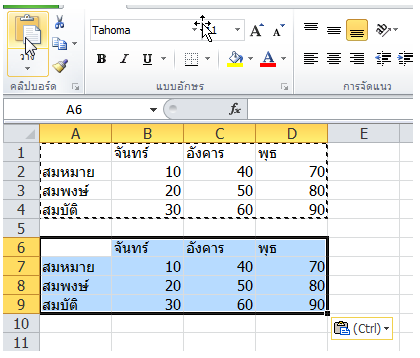 Tahoma 11 A A
วาง B I U A
คลิปบอร์ด แบบอักษร การจัดแนว
A6 fx
A B C D E
1 จันทร์ อังคาร พุธ
2 สมหมาย 10 40 70
3 สมพงษ์ 20 50 80
4 สมบัติ 30 60 90
5
6 จันทร์ อังคาร พุธ
7 สมหมาย 10 40 70
8 สมพงษ์ 20 50 80
9 สมบัติ 30 60 90
10 (Ctrl)
11